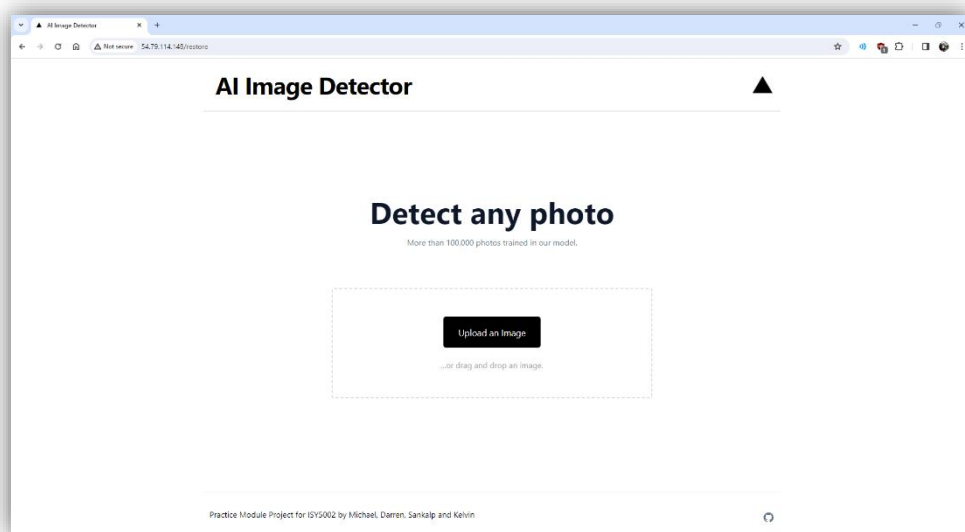 AI Image Detector
Not secure 54.79.114.148/restore
AI Image Detector
Detect any photo
More than 100,000 photos trained in our model.
Upload an Image
...or drag and drop an image.
Practice Module Project for ISY5002 by Michael, Darren, Sankalp and Kelvin